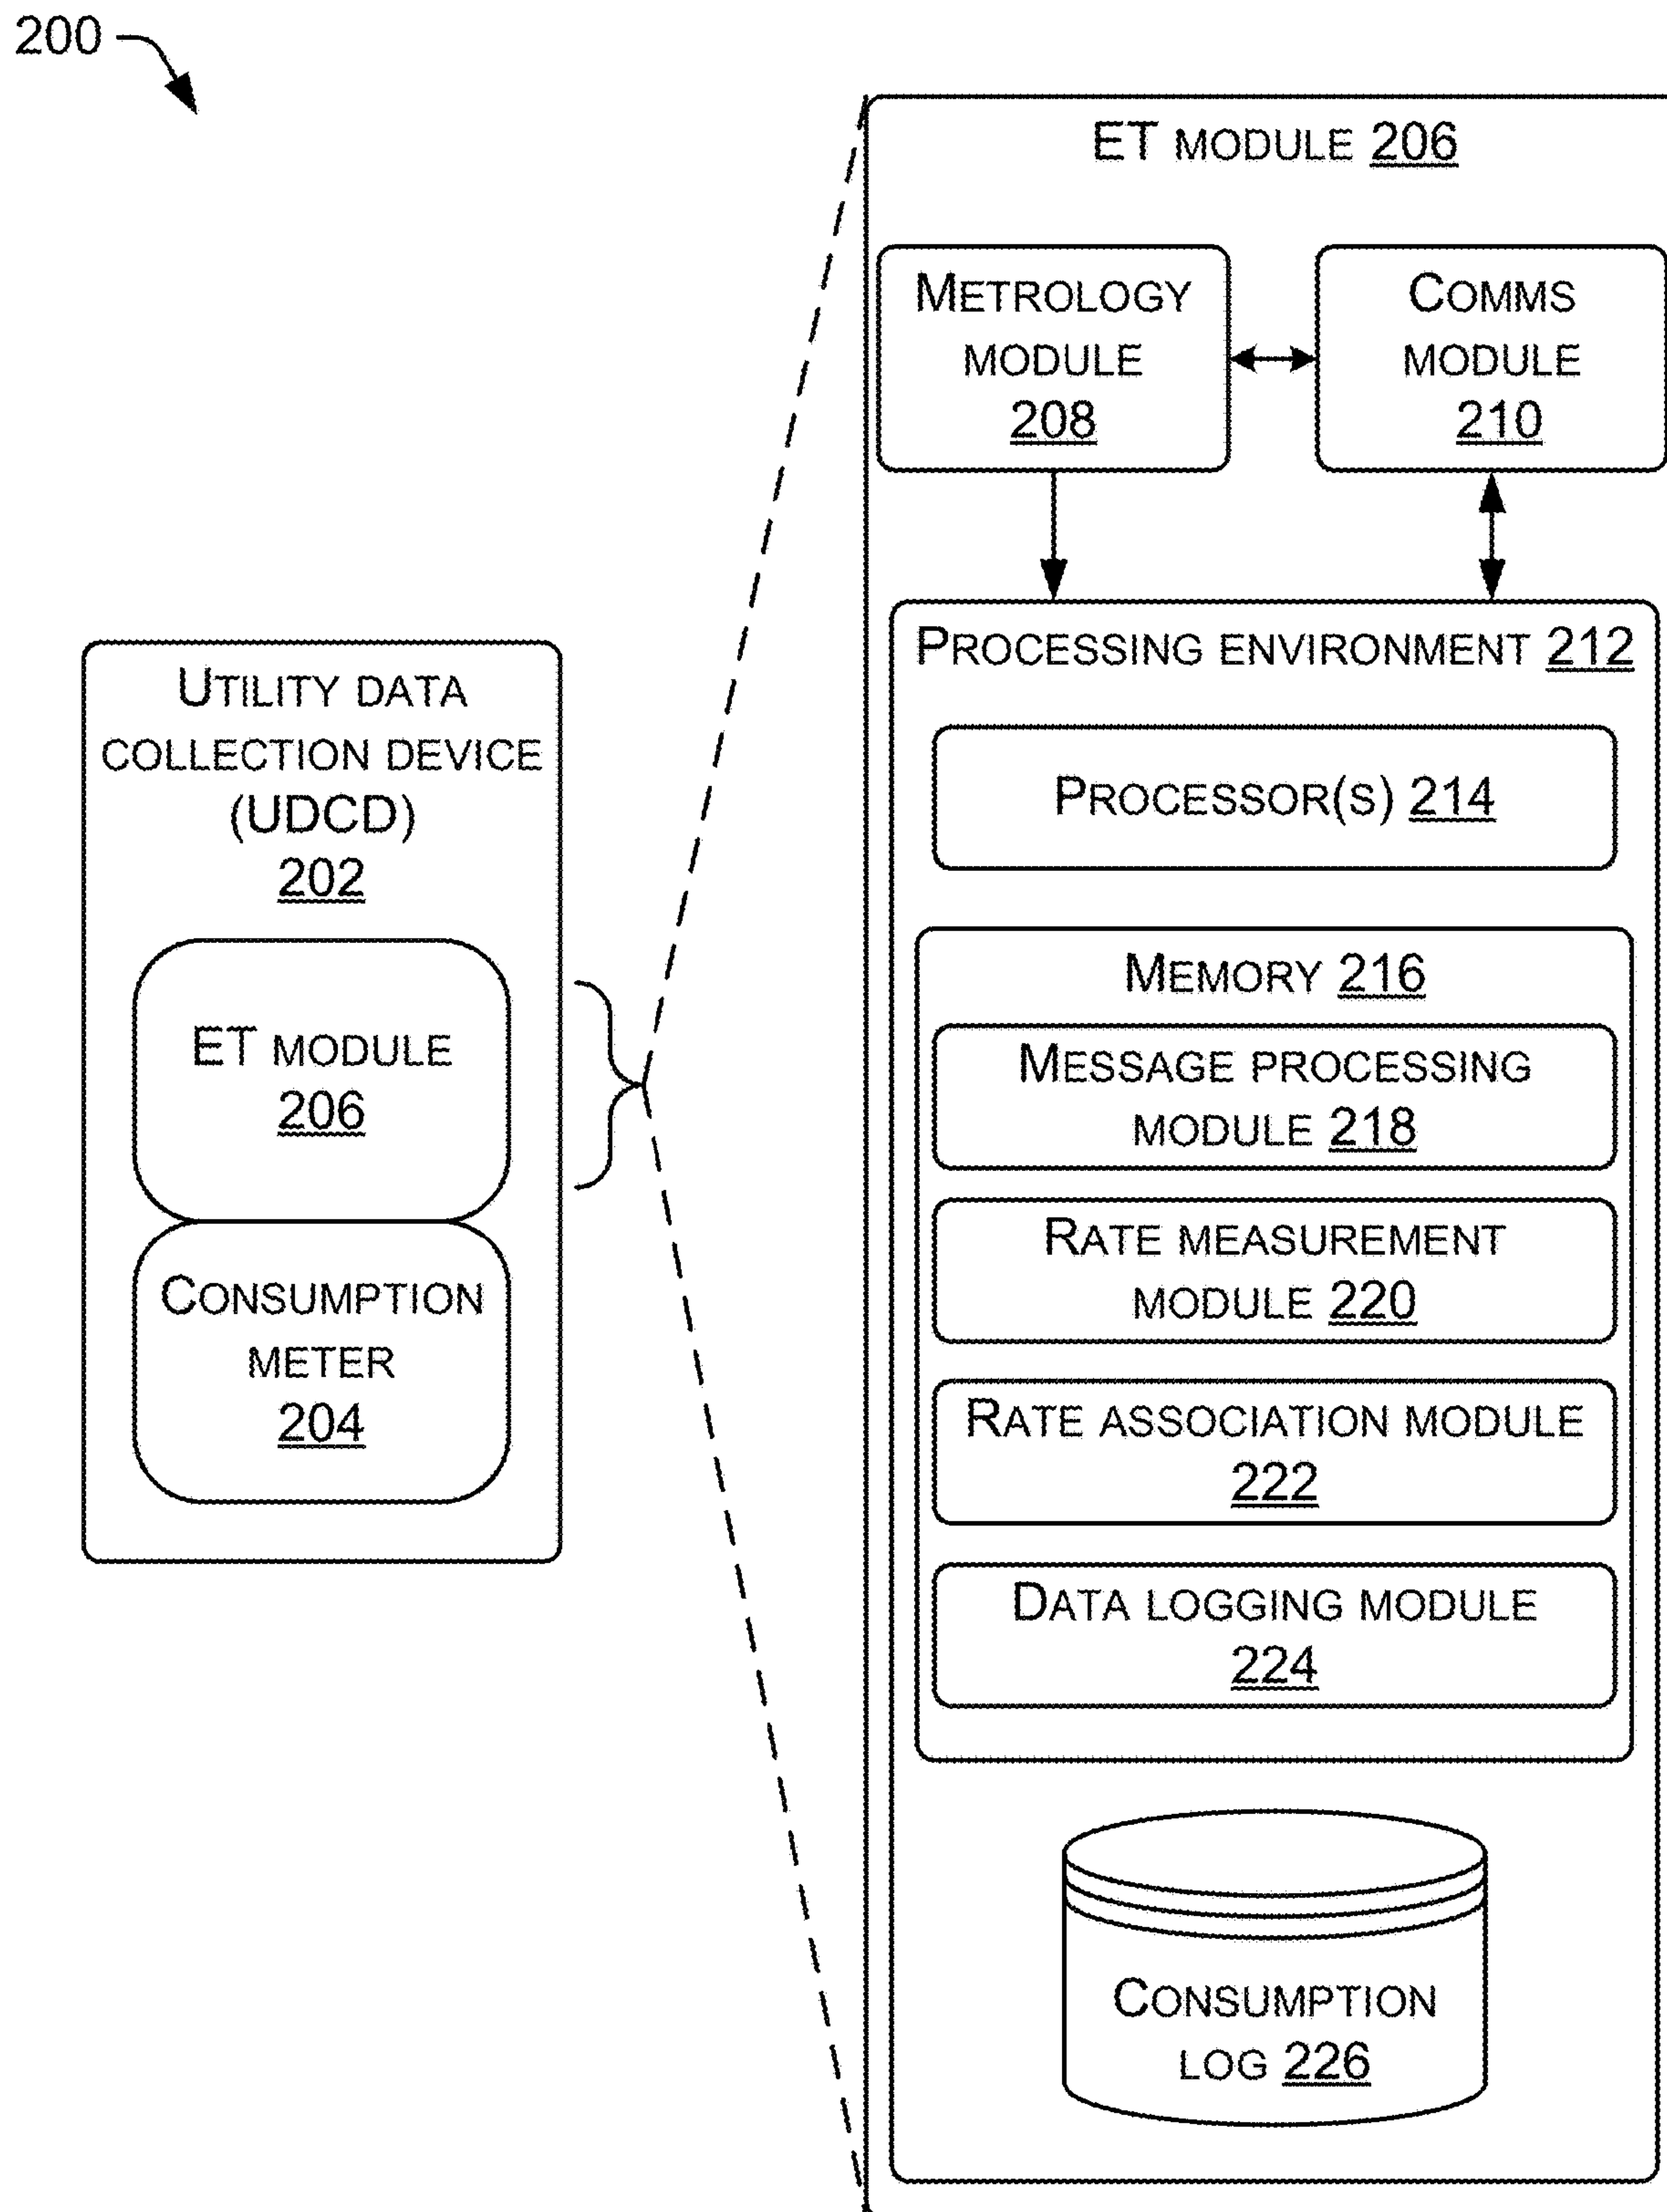 200
UTILITY DATA
COLLECTION DEVICE
(UDCD)
202
ET MODULE
206
CONSUMPTION
METER
204
ET MODULE 206
METROLOGY
MODULE
208
COMMS
MODULE
210
PROCESSING ENVIRONMENT 212
PROCESSOR(S) 214
MEMORY 216
MESSAGE PROCESSING
MODULE 218
RATE MEASUREMENT
MODULE 220
RATE ASSOCIATION MODULE
222
DATA LOGGING MODULE
224
CONSUMPTION
LOG 226